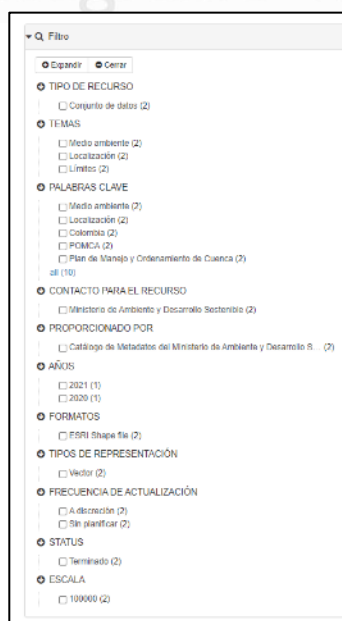 Filtro
Expandir Cerrar
TIPO DE RECURSO
Conjunto de datos (2)
TEMAS
Medio ambiente (2)
Localización (2)
Límites (2)
PALABRAS CLAVE
Medio ambiente (2)
Localización (2)
Colombia (2)
POMCA (2)
Plan de Manejo y Ordenamiento de Cuenca (2)
all (10)
CONTACTO PARA EL RECURSO
Ministerio de Ambiente y Desarrollo Sostenible (2)
PROPORCIONADO POR
Catálogo de Metadatos del Ministerio de Ambiente y Desarrollo S... (2)
AÑOS
2021 (1)
2020 (1)
FORMATOS
ESRI Shape file (2)
TIPOS DE REPRESENTACIÓN
Vector (2)
FRECUENCIA DE ACTUALIZACIÓN
A discreción (2)
Sin planificar (2)
STATUS
Terminado (2)
ESCALA
100000 (2)